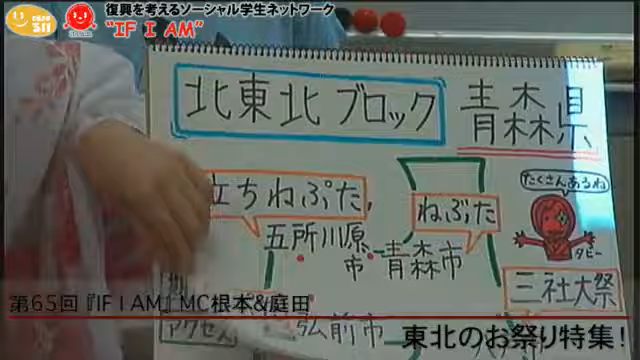 復興を考えるソーシャル学生ネットワーク
"IF I AM"
311
北東北ブロック
青森県
たくさんあるね
タピー
立ちねぷた
ねぶた
五所川原市
青森市
三社大祭
弘前市
第65回『IF I AM』MC根本&庭田
東北のお祭り特集!